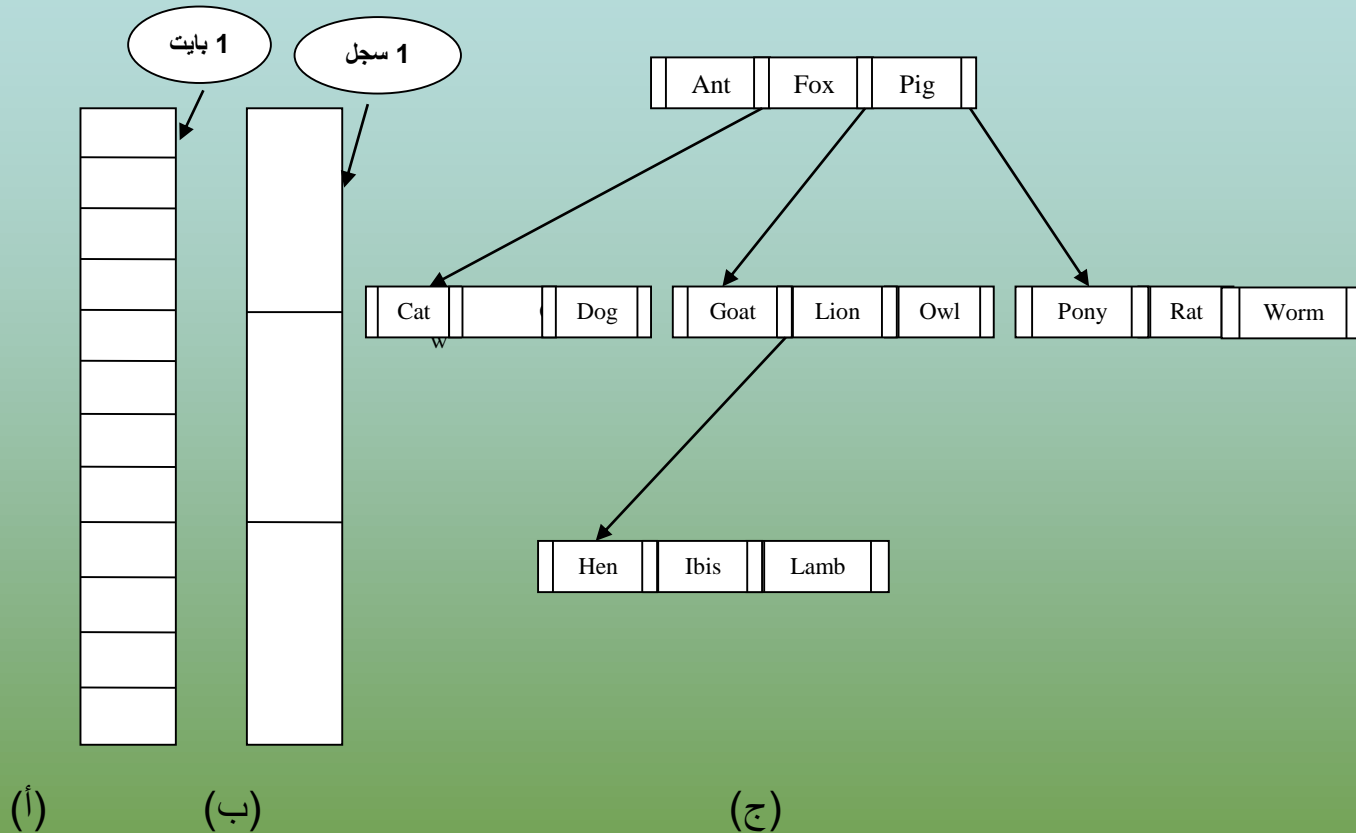 1 بايت
1 سجل
Ant Fox Pig
Cat Dog Goat Lion Owl Pony Rat Worm
w
Hen Ibis Lamb
(أ) (ب) (ج)